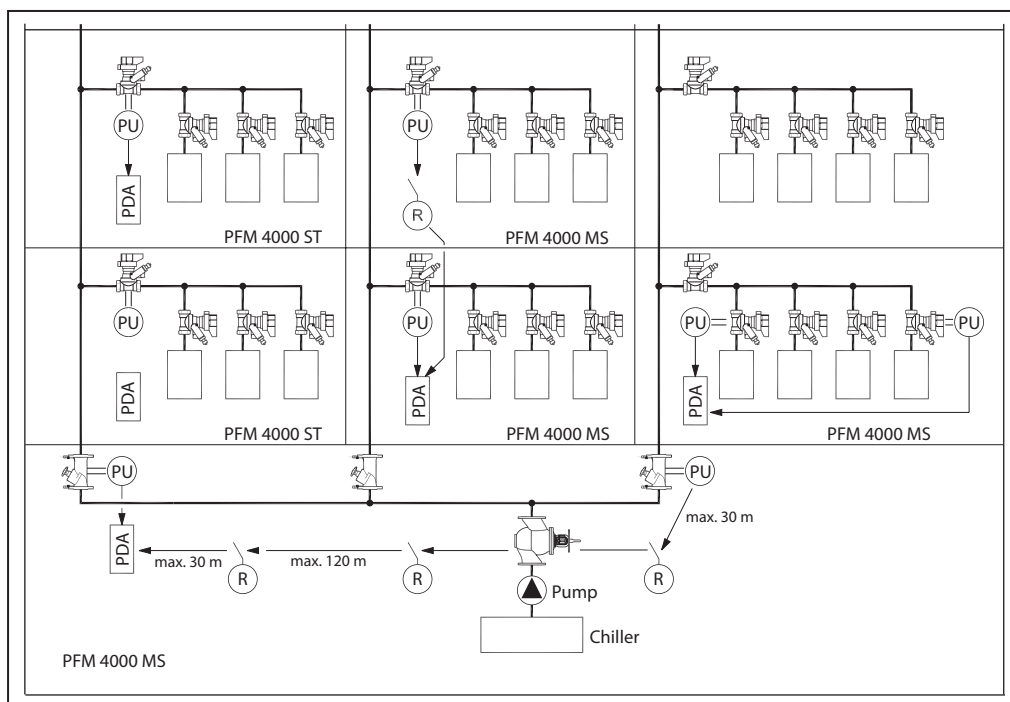 PU
PU
PDA
R
PDA
PFM 4000 ST
PFM 4000 MS
PU
PU
PU
PU
PDA
PDA
PDA
PFM 4000 ST
PFM 4000 MS
PFM 4000 MS
PU
PU
max. 30 m
PDA
max. 30 m
max. 120 m
R
R
R
Pump
Chiller
PFM 4000 MS